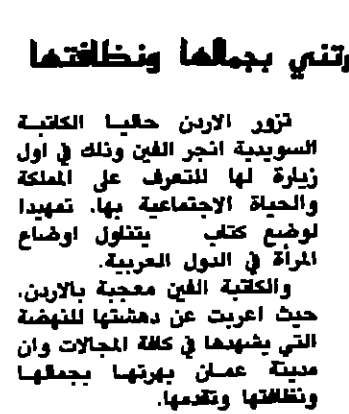 رتني بجمالها ونظافتها
تزور الاردن حاليا الكاتبة
السويدية انجر الفين وذلك في اول
زيارة لها للتعرف على المملكة
والحياة الاجتماعية بها، تمهيدا
لوضع كتاب يتناول اوضاع
المرأة في الدول العربية.
والكاتبة الفين معجبة بالاردن،
حيث اعربت عن دهشتها للنهضة
التي يشهدها في كافة المجالات وان
مدينة عمان بهرتها بجمالها
ونظافتها وتقدمها.